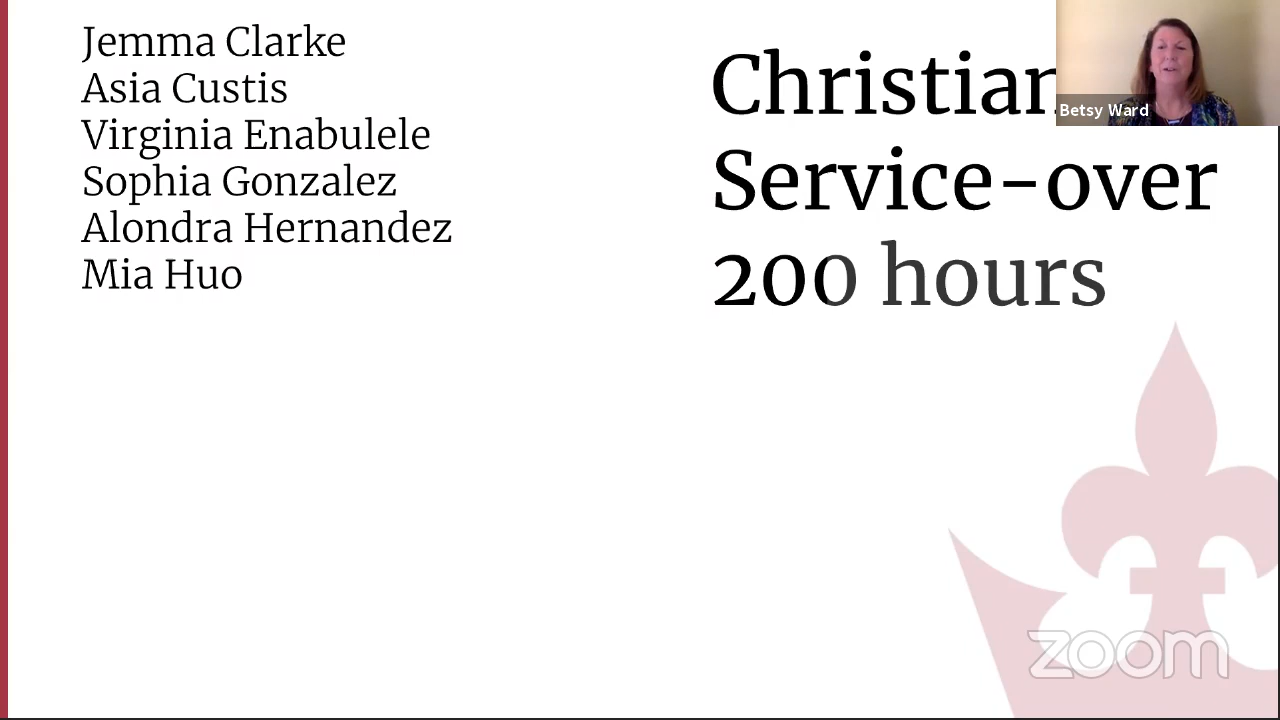 Jemma Clarke
Asia Custis
Virginia Enabulele
Sophia Gonzalez
Alondra Hernandez
Mia Huo
Christian
Service-over
200 hours
Betsy Ward
zoom